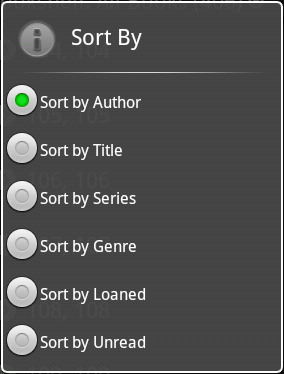 Sort By
Sort by Author
Sort by Title
Sort by Series
Sort by Genre
Sort by Loaned
Sort by Unread